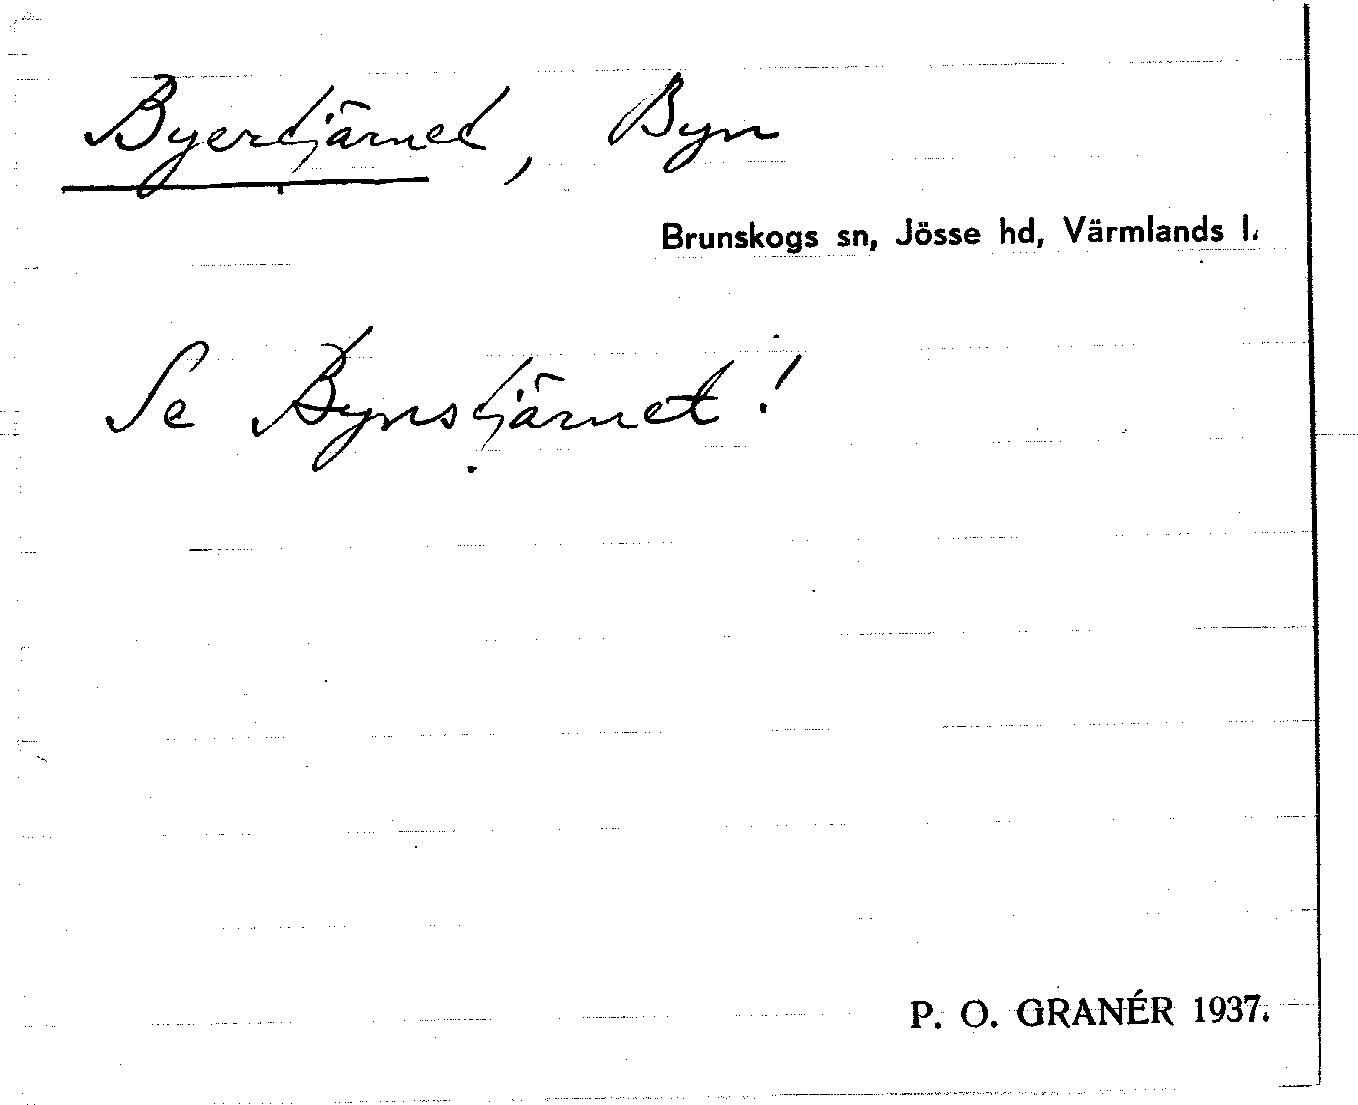 Byertjärnet, Byn
Brunskogs sn, Jösse hd, Värmlands l.
Se Bynstjärnet!
P. O. GRANÉR 1937.